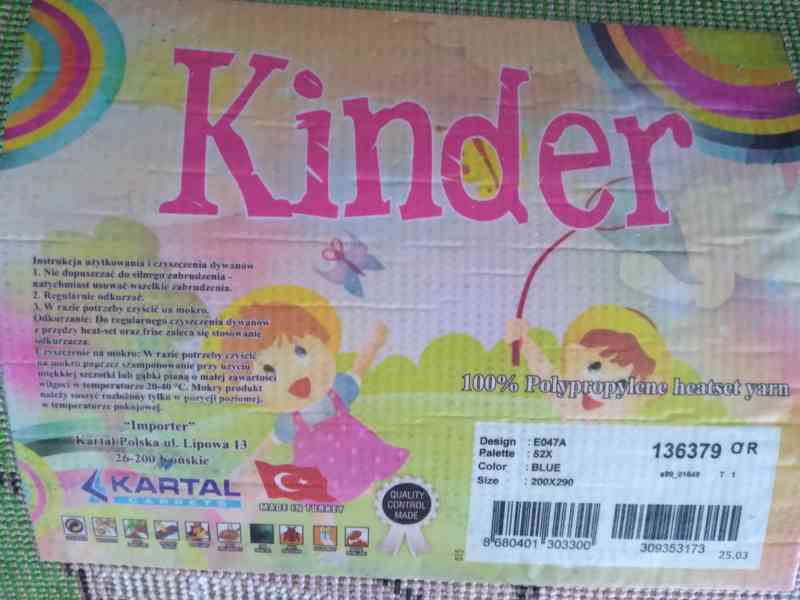 Kinder
Instrukcja użytkowania i czyszczenia dywanów
1. Nie dopuszczać do silnego zabrudzenia -
natychmiast usuwać wszelkie zabrudzenia.
2. Regularnie odkurzać.
3. W razie potrzeby czyścić na mokro.
Odkurzanie: Do regularnego czyszczenia dywanów
z przędzy heat-set oraz frise zaleca się stosowanie
odkurzacza.
Czyszczenie na mokro: W razie potrzeby czyścić
na mokro poprzez szamponowanie przy użyciu
miękkiej szczotki lub gąbki pianą o małej zawartości
wilgoci w temperaturze 20-40 °C. Mokry produkt
należy suszyć rozłożony tylko w pozycji poziomej,
w temperaturze pokojowej.
"Importer"
Kartal Polska ul. Lipowa 13
26-200 Końskie
KARTAL
CARPETS
MADE IN TURKEY
QUALITY
CONTROL
MADE
100% Polypropylene heatset yarn
Design : E047A
Palette : 52X
Color : BLUE
Size : 200X290
136379 OR
T 1
8 680401 303300
309353173
25.03